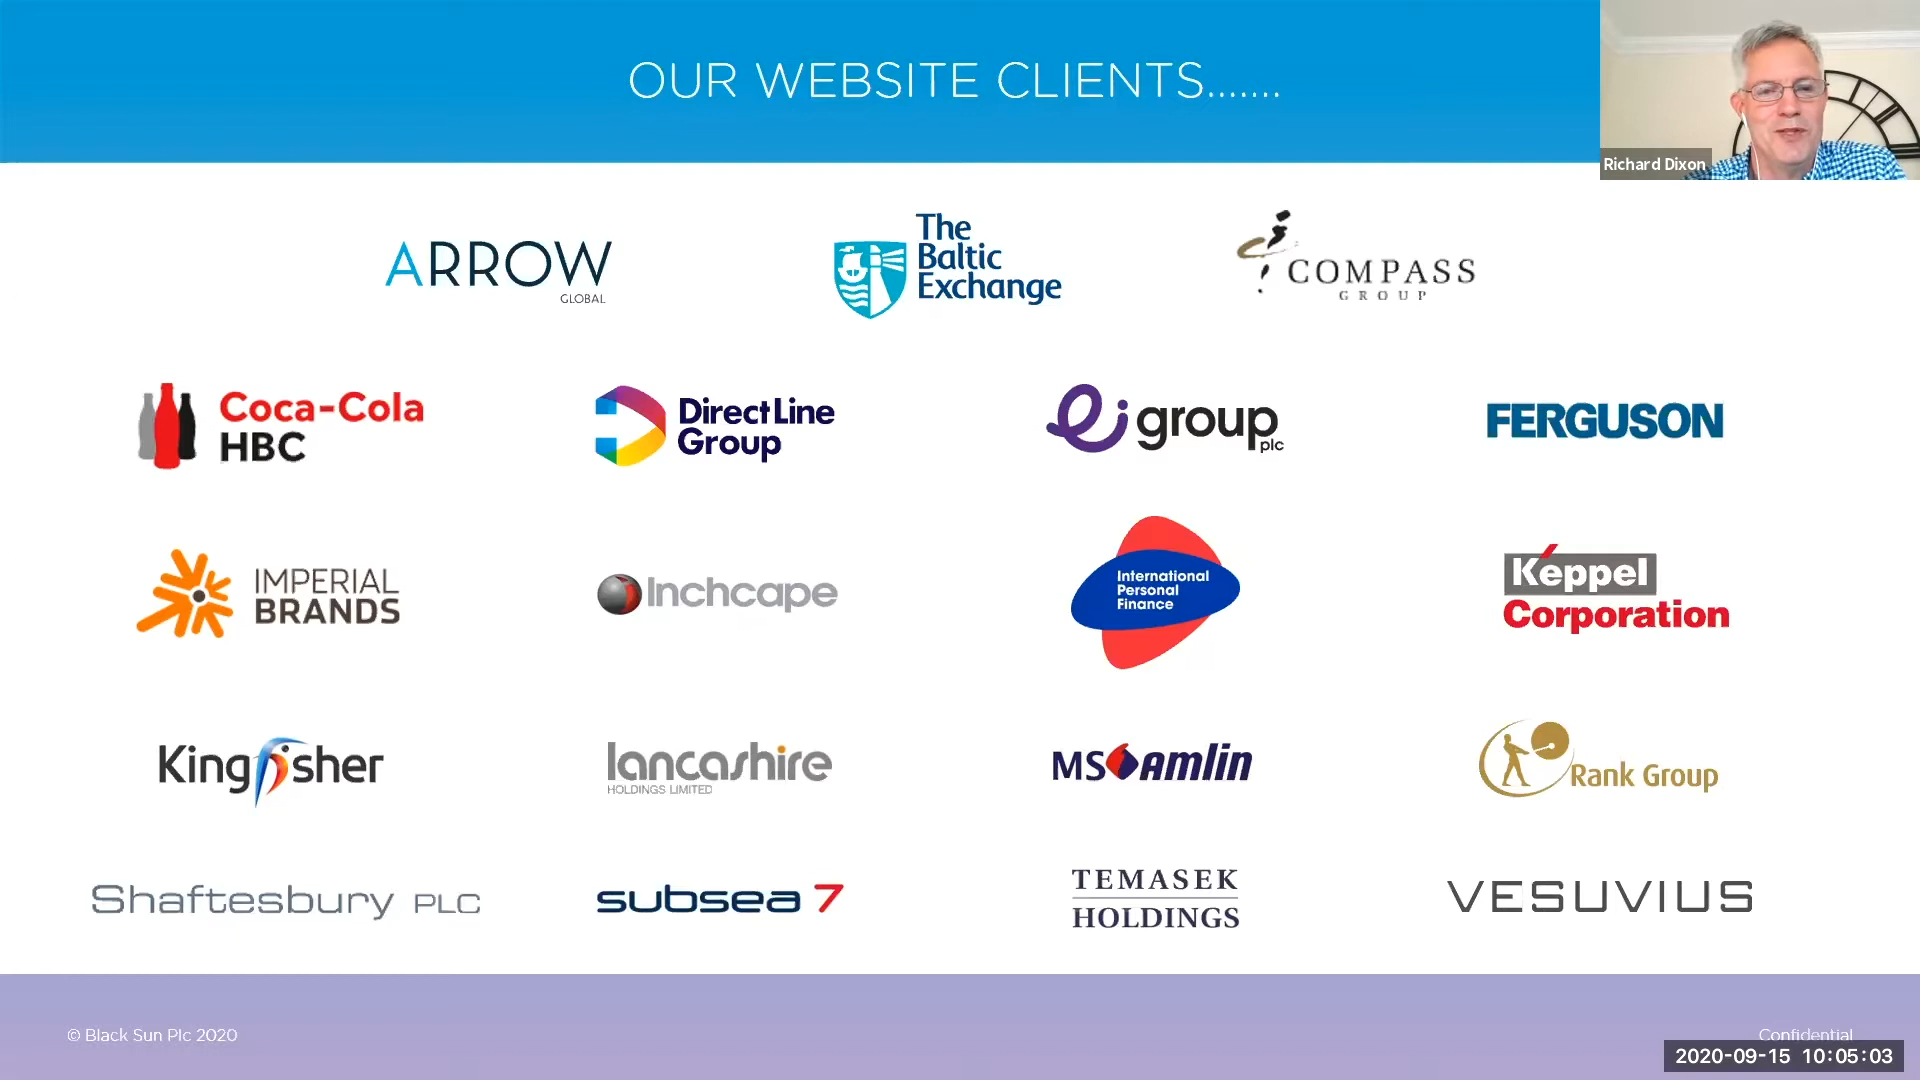 OUR WEBSITE CLIENTS.......
Richard Dixon
ARROW
GLOBAL
The
Baltic
Exchange
COMPASS
GROUP
Coca-Cola
HBC
Direct Line
Group
ei group
plc
FERGUSON
IMPERIAL
BRANDS
Inchcape
International
Personal
Finance
Keppel
Corporation
Kingfisher
lancashire
HOLDINGS LIMITED
MS amlin
Rank Group
Shaftesbury PLC
subsea 7
TEMASEK
HOLDINGS
VESUVIUS
© Black Sun Plc 2020
Confidential
2020-09-15 10:05:03